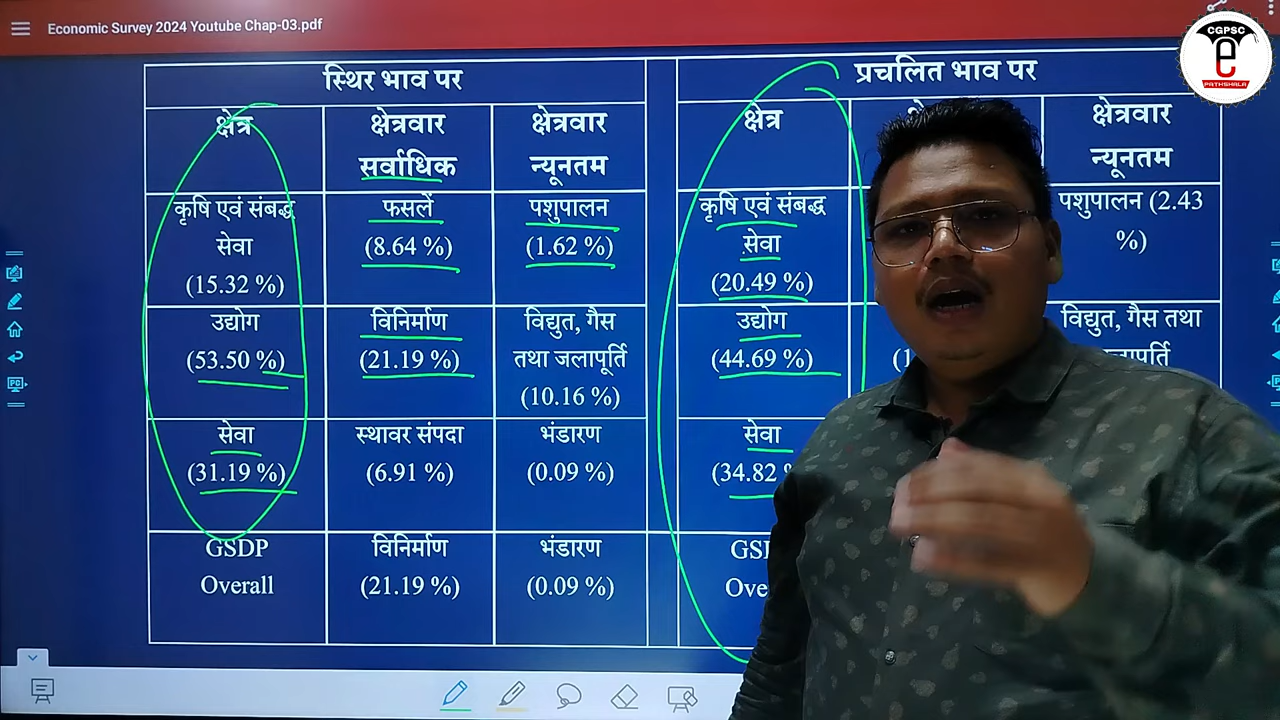 Economic Survey 2024 Youtube Chap-03.pdf
CGPSC
e
PATHSHALA
स्थिर भाव पर
प्रचलित भाव पर
क्षेत्र
क्षेत्रवार
सर्वाधिक
क्षेत्रवार
न्यूनतम
क्षेत्र
क्षेत्रवार
न्यूनतम
कृषि एवं संबद्ध
सेवा
(15.32 %)
फसलें
(8.64 %)
पशुपालन
(1.62 %)
कृषि एवं संबद्ध
सेवा
(20.49 %)
पशुपालन (2.43
%)
उद्योग
(53.50 %)
विनिर्माण
(21.19 %)
विद्युत, गैस
तथा जलापूर्ति
(10.16 %)
उद्योग
(44.69 %)
विद्युत, गैस तथा
सेवा
(31.19 %)
स्थावर संपदा
(6.91 %)
भंडारण
(0.09 %)
सेवा
(34.82
GSDP
Overall
विनिर्माण
(21.19 %)
भंडारण
(0.09 %)
PC